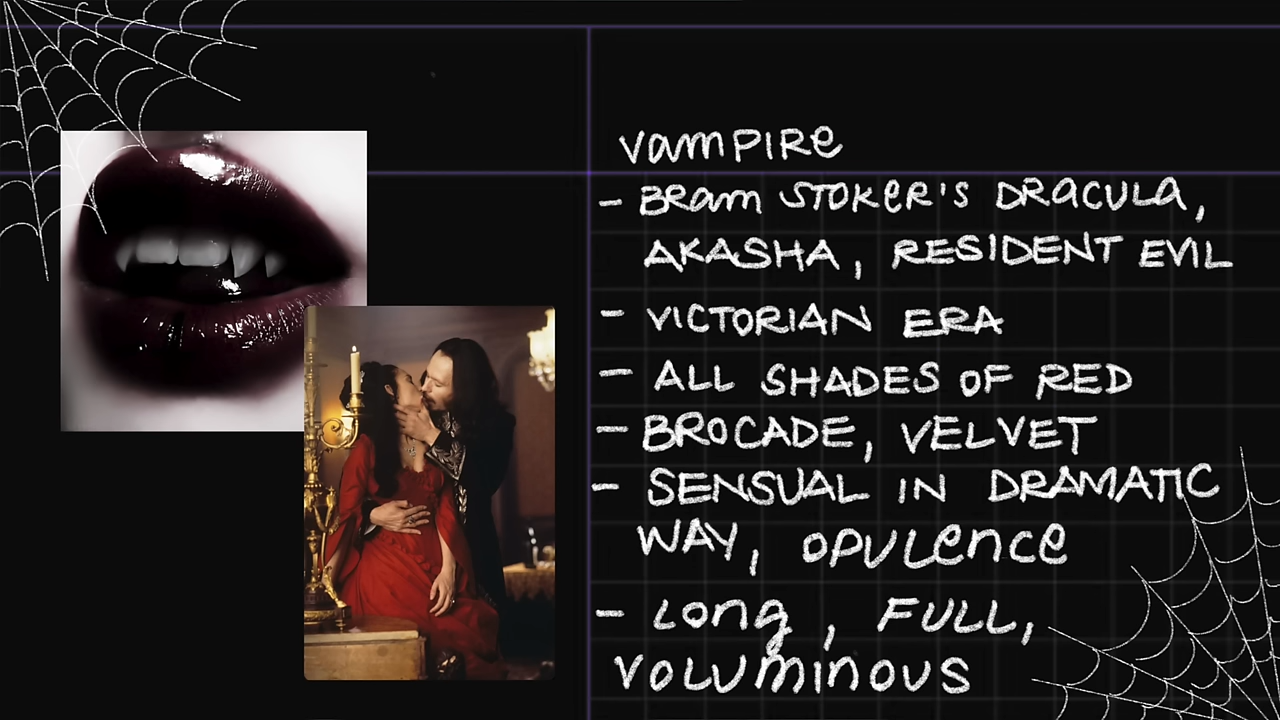 vampire
- Bram Stoker's Dracula,
AKASHA, RESIDENT EVIL
- VICTORIAN ERA
- ALL SHADES OF RED
- BROCADE, VELVET
- SENSUAL IN DRAMATIC
WAY, opulence
- Long, FULL,
voluminous